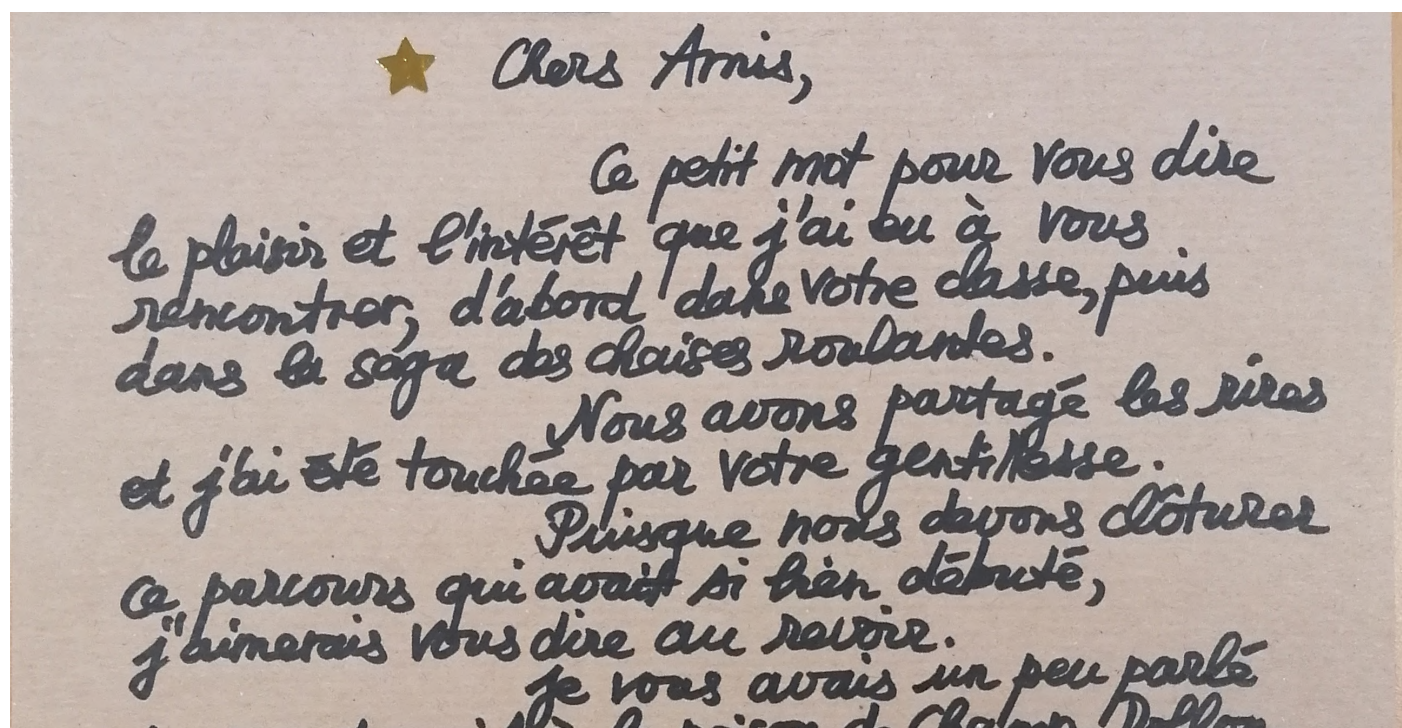 Chers Amis,
Ce petit mot pour vous dire
le plaisir et l'intérêt que j'ai eu à vous
rencontrer, d'abord dans votre classe, puis
dans la saga des chaises roulantes.
Nous avons partagé les rires
et j'ai été touchée par votre gentillesse.
Puisque nous devons clôturer
ce parcours qui avait si bien débuté,
j'aimerais vous dire au revoir.
Je vous avais un peu parlé